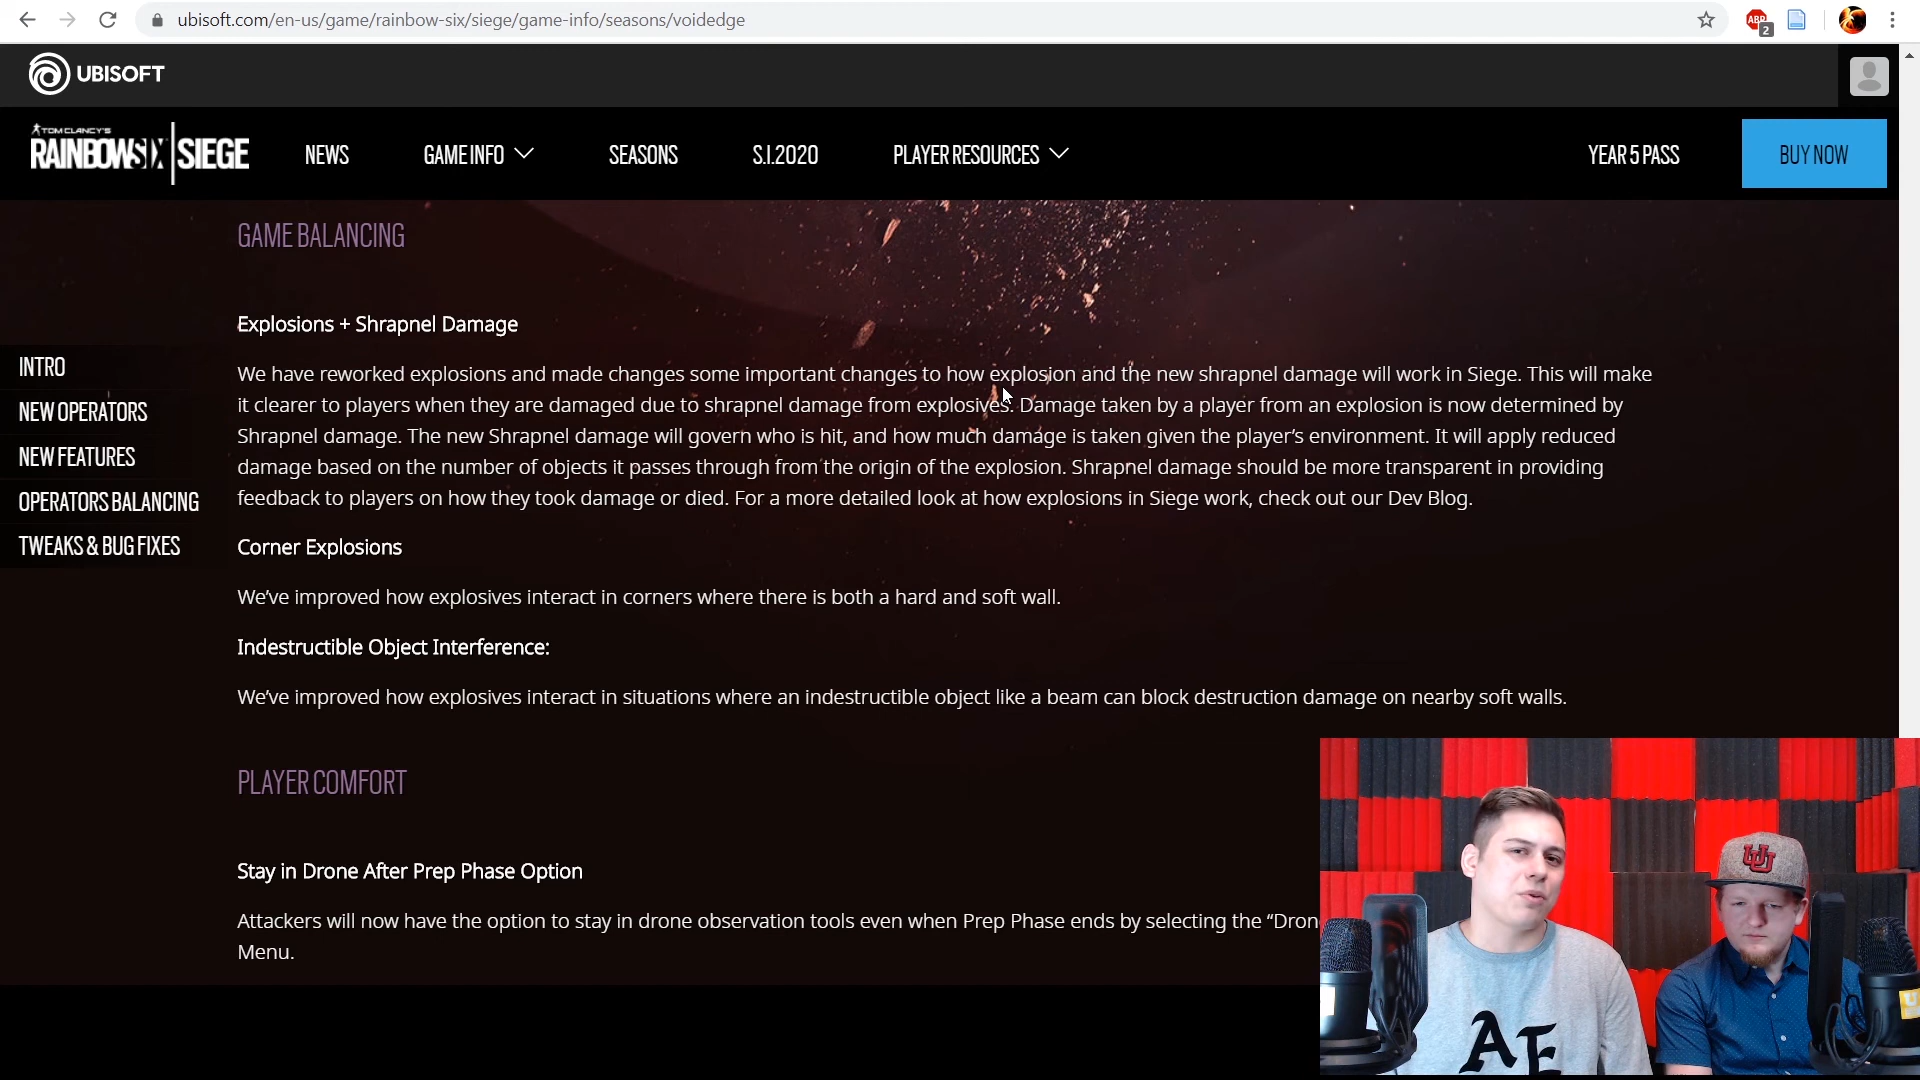 ubisoft.com/en-us/game/rainbow-six/siege/game-info/seasons/voidedge
ABP
2
UBISOFT
TOM CLANCY'S
RAINBOWSIX|SIEGE
NEWS
GAME INFO
SEASONS
S.I.2020
PLAYER RESOURCES
YEAR 5 PASS
BUY NOW
GAME BALANCING
Explosions + Shrapnel Damage
We have reworked explosions and made changes some important changes to how explosion and the new shrapnel damage will work in Siege. This will make
it clearer to players when they are damaged due to shrapnel damage from explosives. Damage taken by a player from an explosion is now determined by
Shrapnel damage. The new Shrapnel damage will govern who is hit, and how much damage is taken given the player's environment. It will apply reduced
damage based on the number of objects it passes through from the origin of the explosion. Shrapnel damage should be more transparent in providing
feedback to players on how they took damage or died. For a more detailed look at how explosions in Siege work, check out our Dev Blog.
Corner Explosions
We've improved how explosives interact in corners where there is both a hard and soft wall.
Indestructible Object Interference:
We've improved how explosives interact in situations where an indestructible object like a beam can block destruction damage on nearby soft walls.
PLAYER COMFORT
Stay in Drone After Prep Phase Option
Attackers will now have the option to stay in drone observation tools even when Prep Phase ends by selecting the “Dron
Menu.
INTRO
NEW OPERATORS
NEW FEATURES
OPERATORS BALANCING
TWEAKS & BUG FIXES
UU
AE